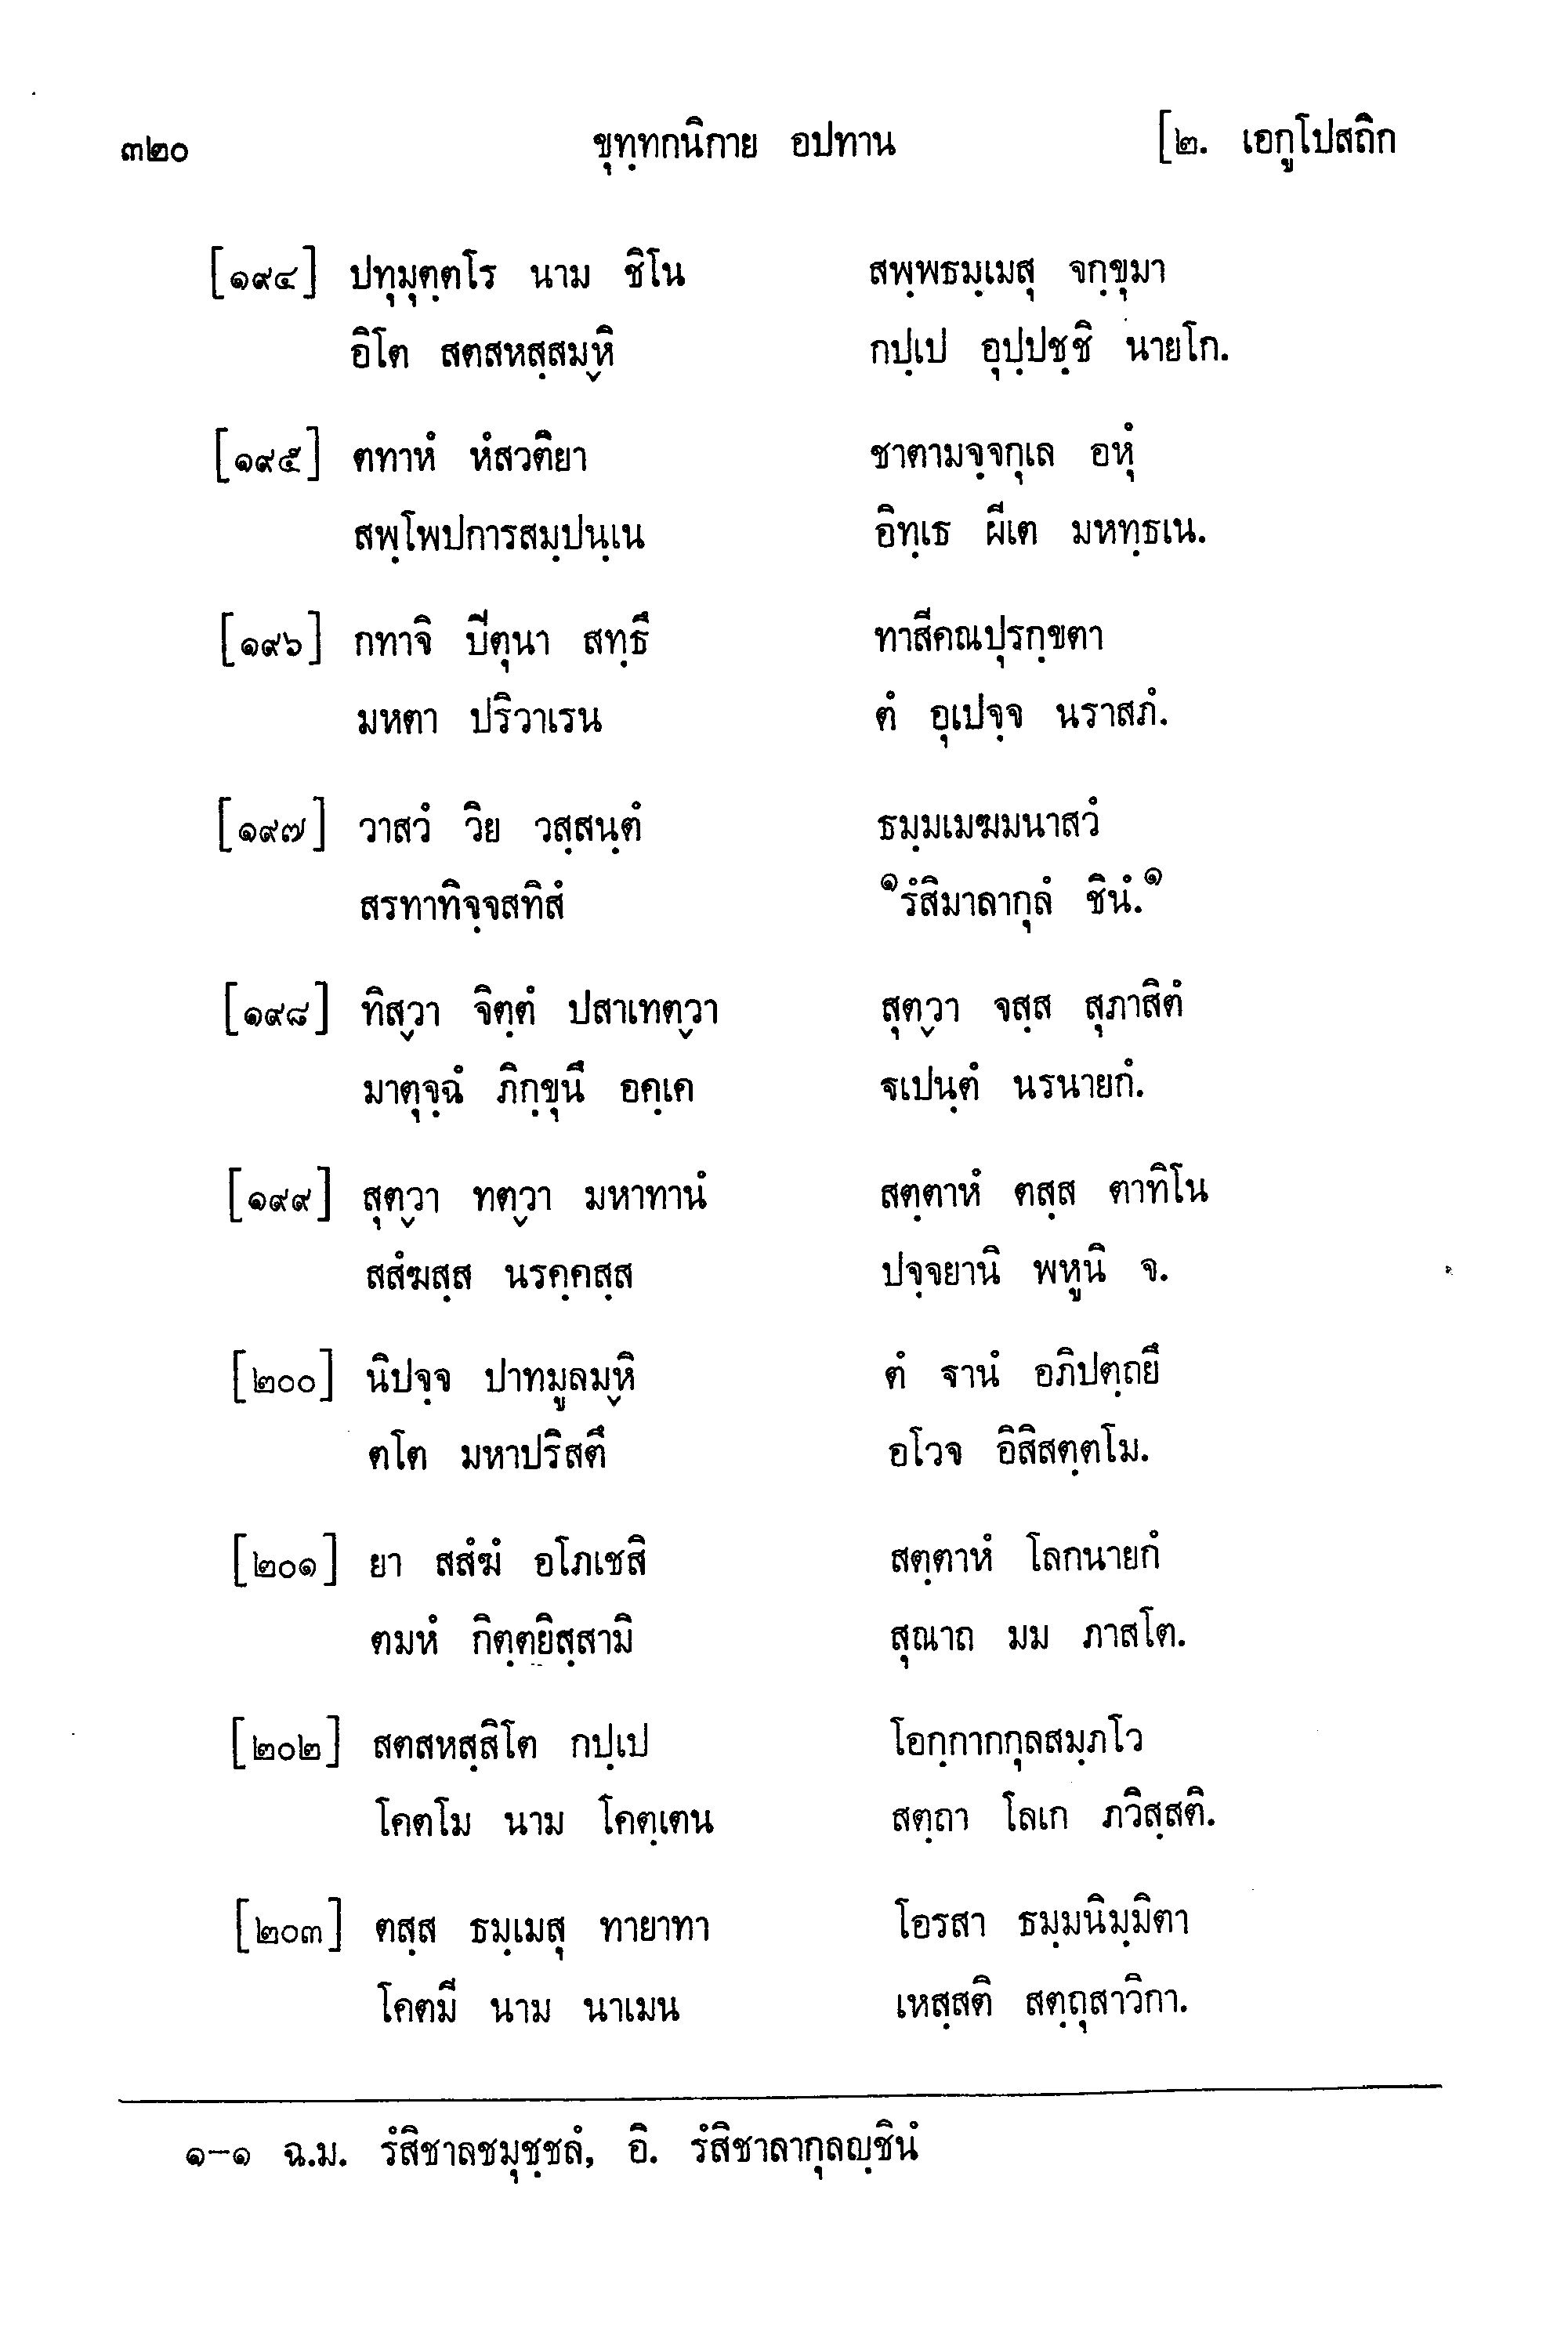 ๓๒๐ ขุทฺทกนิกาย อปทาน [๒. เอกูโปสถิก
[๑๙๔] ปทุมุตฺตโร นาม ชิโน สพฺพธมฺเมสุ จกฺขุมา
อิโต สตสหสฺสมฺหิ กปฺเป อุปฺปชฺชิ นายโก.
[๑๙๕] ตทาหํ หํสวติยา ชาตามจฺจกุเล อหุํ
สพฺโพปการสมฺปนฺเน อิทฺเธ ผีเต มหทฺธเน.
[๑๙๖] กทาจิ ปีตุนา สทฺธึ ทาสีคณปุรกฺขตา
มหตา ปริวาเรน ตํ อุเปจฺจ นราสภํ.
[๑๙๗] วาสวํ วิย วสฺสนฺตํ ธมฺมเมฆมนาสวํ
สรทาทิจฺจสทิสํ ๑รํสิมาลากุลํ ชินํ.๑
[๑๙๘] ทิสฺวา จิตฺตํ ปสาเทตฺวา สุตฺวา จสฺส สุภาสิตํ
มาตุจฺฉํ ภิกฺขุนึ อคฺเค ฐเปนฺตํ นรนายกํ.
[๑๙๙] สุตฺวา ทตฺวา มหาทานํ สตฺตาหํ ตสฺส ตาทิโน
สสํฆสฺส นรคฺคสฺส ปจฺจยานิ พหูนิ จ.
[๒๐๐] นิปจฺจ ปาทมูลมฺหิ ตํ ฐานํ อภิปตฺถยึ
ตโต มหาปริสตึ อโวจ อิสิสตฺตโม.
[๒๐๑] ยา สสํฆํ อโภเชสิ สตฺตาหํ โลกนายกํ
ตมหํ กิตฺตยิสฺสามิ สุณาถ มม ภาสโต.
[๒๐๒] สตสหสฺสิโต กปฺเป โอกฺกากกุลสมฺภโว
โคตโม นาม โคตฺเตน สตฺถา โลเก ภวิสฺสติ.
[๒๐๓] ตสฺส ธมฺเมสุ ทายาทา โอรสา ธมฺมนิมฺมิตา
โคตมี นาม นาเมน เหสฺสติ สตฺถุสาวิกา.
๑-๑ ฉ.ม. รํสิชาลชมุชฺชลํ, อิ. รํสิชาลากุลญฺชินํ